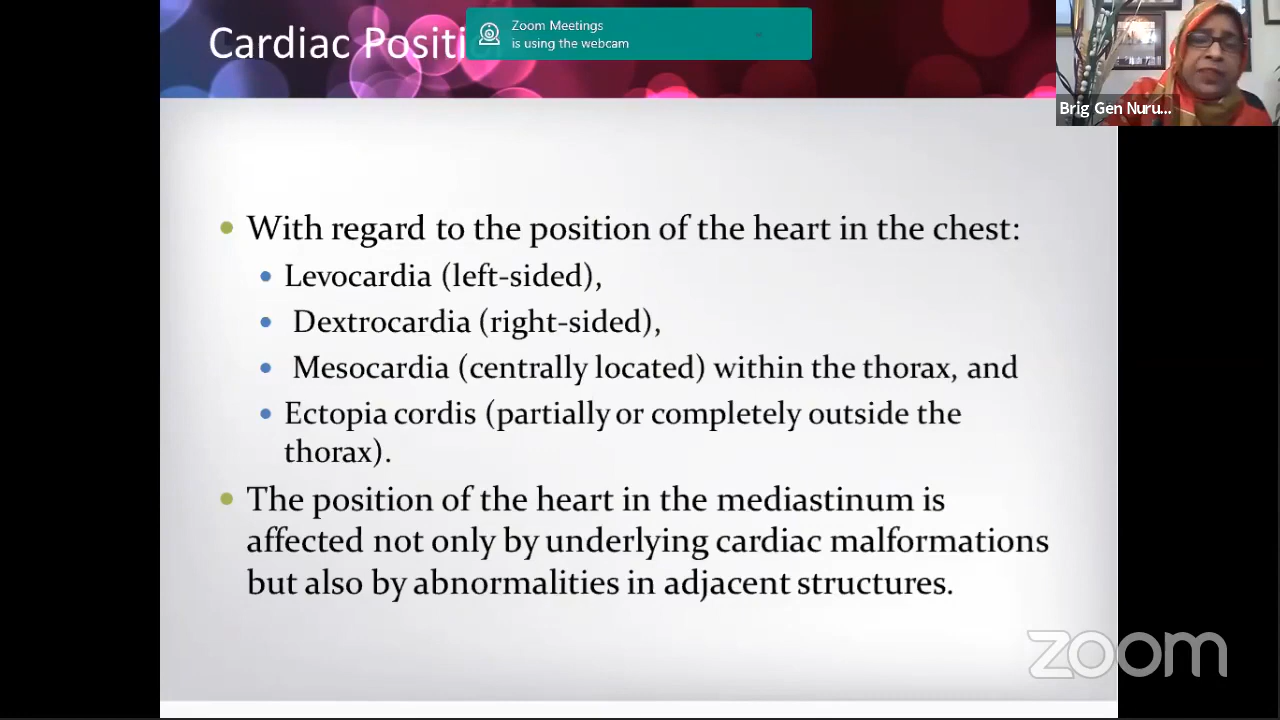 Cardiac Positi
Zoom Meetings
is using the webcam
Brig Gen Nuru...
• With regard to the position of the heart in the chest:
• Levocardia (left-sided),
• Dextrocardia (right-sided),
• Mesocardia (centrally located) within the thorax, and
• Ectopia cordis (partially or completely outside the
thorax).
• The position of the heart in the mediastinum is
affected not only by underlying cardiac malformations
but also by abnormalities in adjacent structures.
zoom